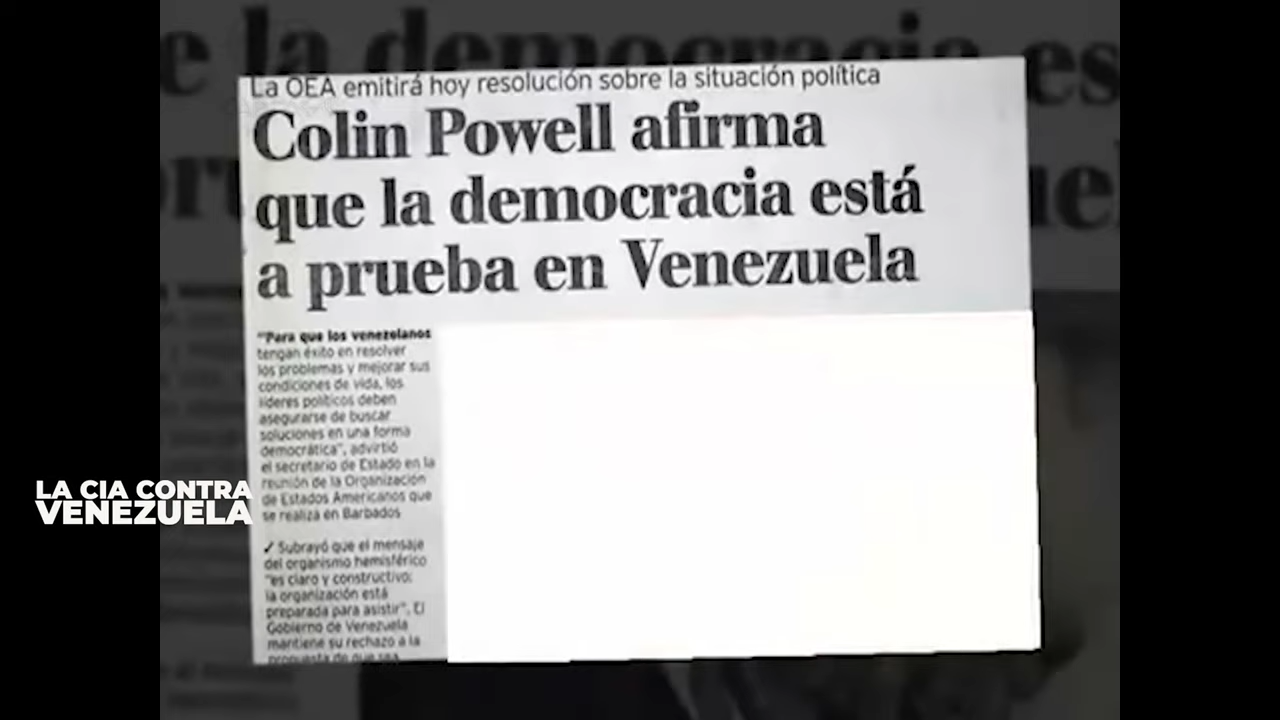 La OEA emitirá hoy resolución sobre la situación política
Colin Powell afirma
que la democracia está
a prueba en Venezuela
"Para que los venezolanos
tengan éxito en resolver
los problemas y mejorar sus
condiciones de vida, los
líderes políticos deben
asegurarse de buscar
soluciones en una forma
democrática", advirtió
el secretario de Estado en la
reunión de la Organización
de Estados Americanos que
se realiza en Barbados
✓ Subrayó que el mensaje
del organismo hemisférico
"es claro y constructivo:
la organización está
preparada para asistir". El
Gobierno de Venezuela
mantiene su rechazo a la
propuesta de que sea
LA CIA CONTRA
VENEZUELA